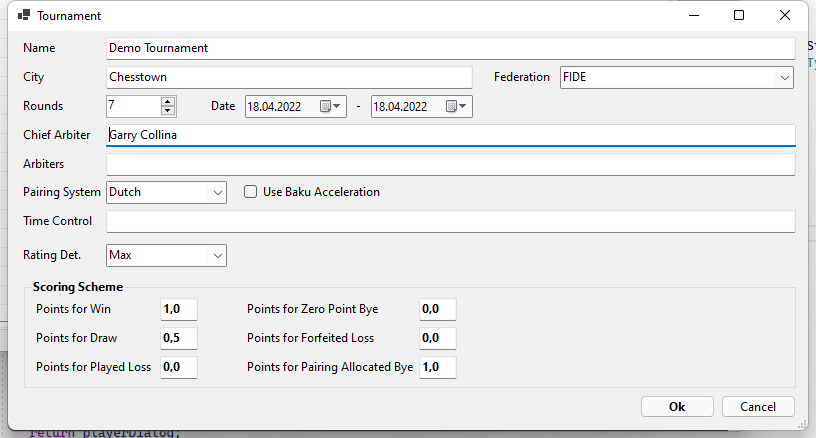 Tournament
Name Demo Tournament
City Chesstown Federation FIDE
Rounds 7 Date 18.04.2022 - 18.04.2022
Chief Arbiter Garry Collina
Arbiters
Pairing System Dutch Use Baku Acceleration
Time Control
Rating Det. Max
Scoring Scheme
Points for Win 1,0 Points for Zero Point Bye 0,0
Points for Draw 0,5 Points for Forfeited Loss 0,0
Points for Played Loss 0,0 Points for Pairing Allocated Bye 1,0
Ok Cancel
return playerDialog;